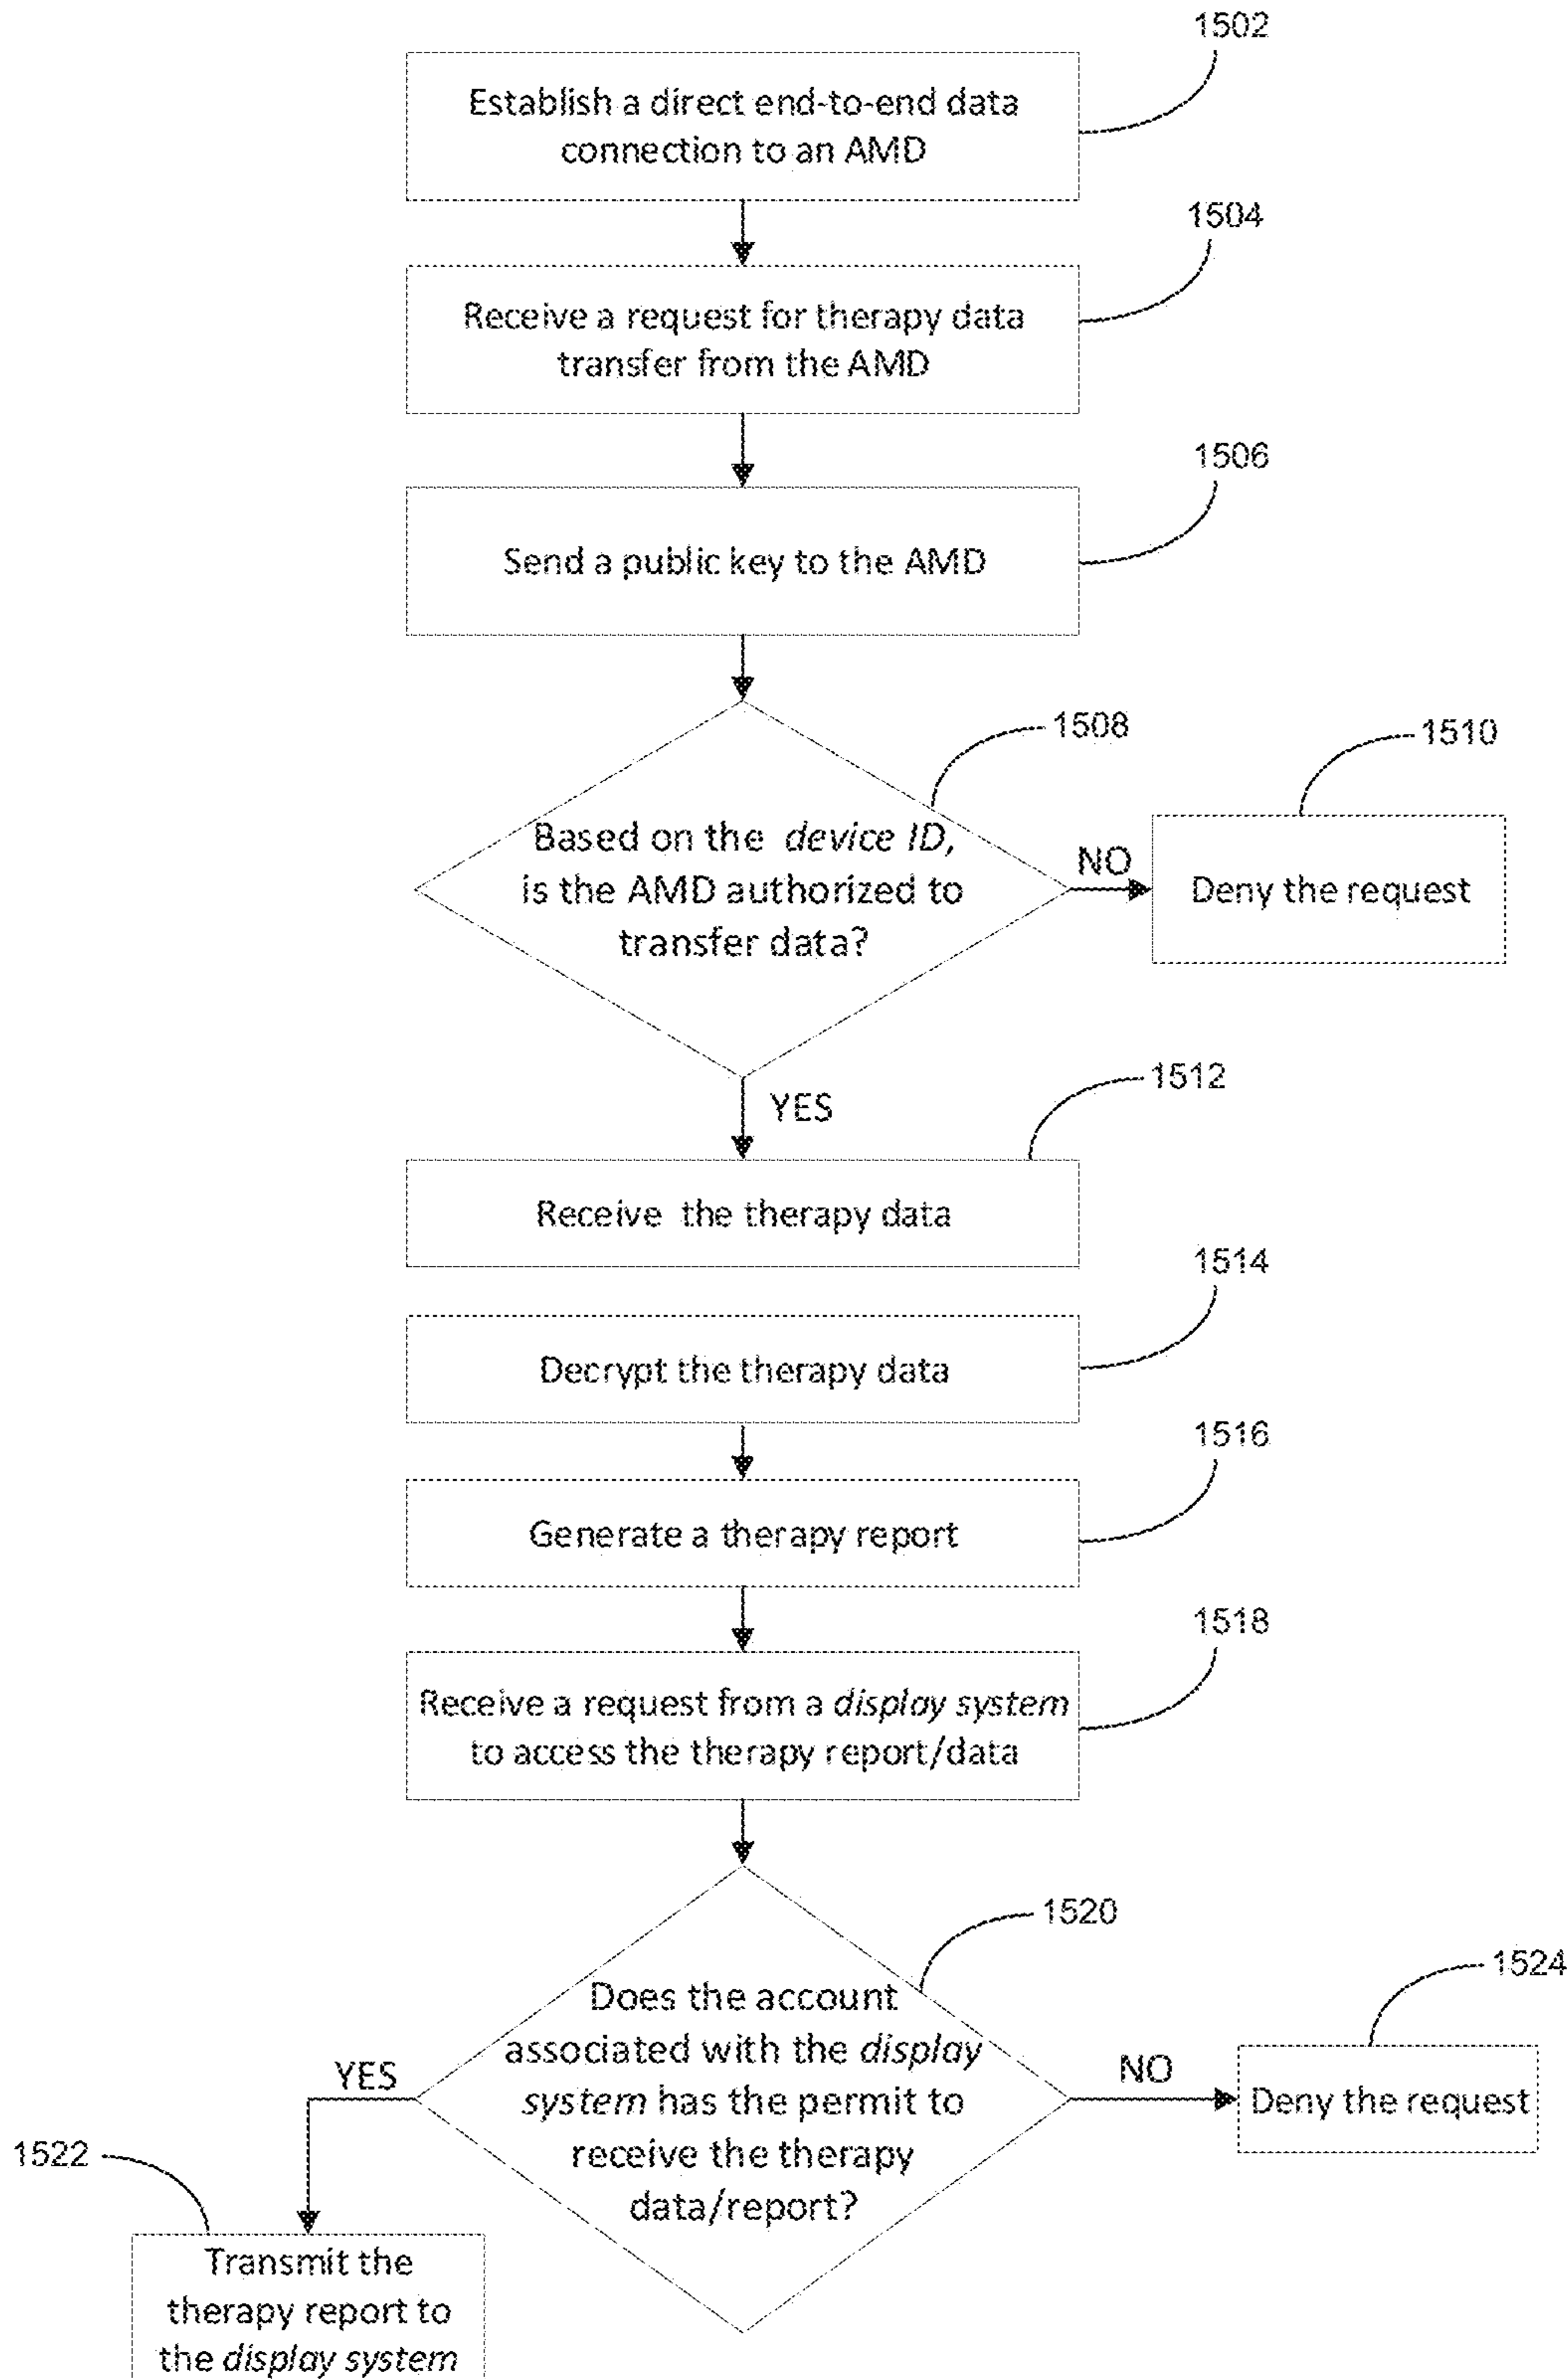 1502
Establish a direct end-to-end data
connection to an AMD
1504
Receive a request for therapy data
transfer from the AMD
1506
Send a public key to the AMD
1508
1510
Based on the device ID,
is the AMD authorized to
transfer data?
NO
Deny the request
YES
1512
Receive the therapy data
1514
Decrypt the therapy data
1516
Generate a therapy report
1518
Receive a request from a display system
to access the therapy report/data
1520
1524
Does the account
associated with the display
system has the permit to
receive the therapy
data/report?
YES
NO
Deny the request
1522
Transmit the
therapy report to
the display system